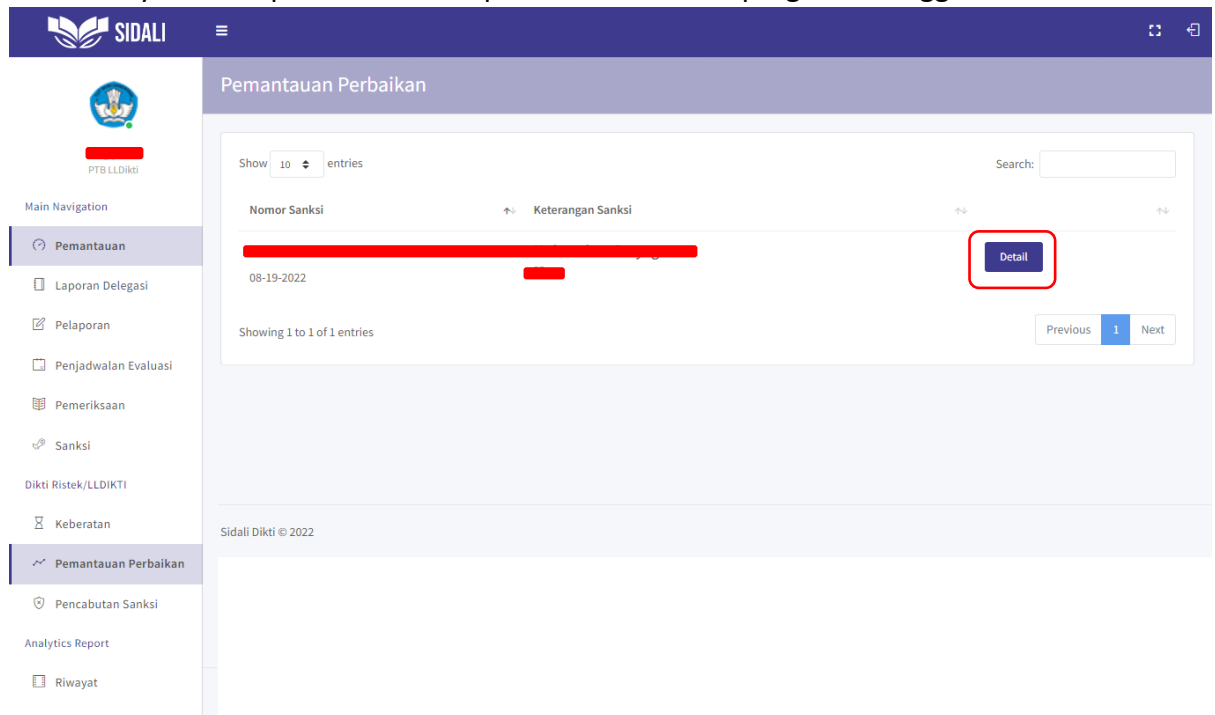 SIDALI
Pemantauan Perbaikan
PTB LLDikti
Show 10 entries
Search:
Main Navigation
Nomor Sanksi
Keterangan Sanksi
Pemantauan
Detail
08-19-2022
Laporan Delegasi
Pelaporan
Showing 1 to 1 of 1 entries
Previous 1 Next
Penjadwalan Evaluasi
Pemeriksaan
Sanksi
Dikti Ristek/LLDIKTI
Keberatan
Sidali Dikti © 2022
Pemantauan Perbaikan
Pencabutan Sanksi
Analytics Report
Riwayat